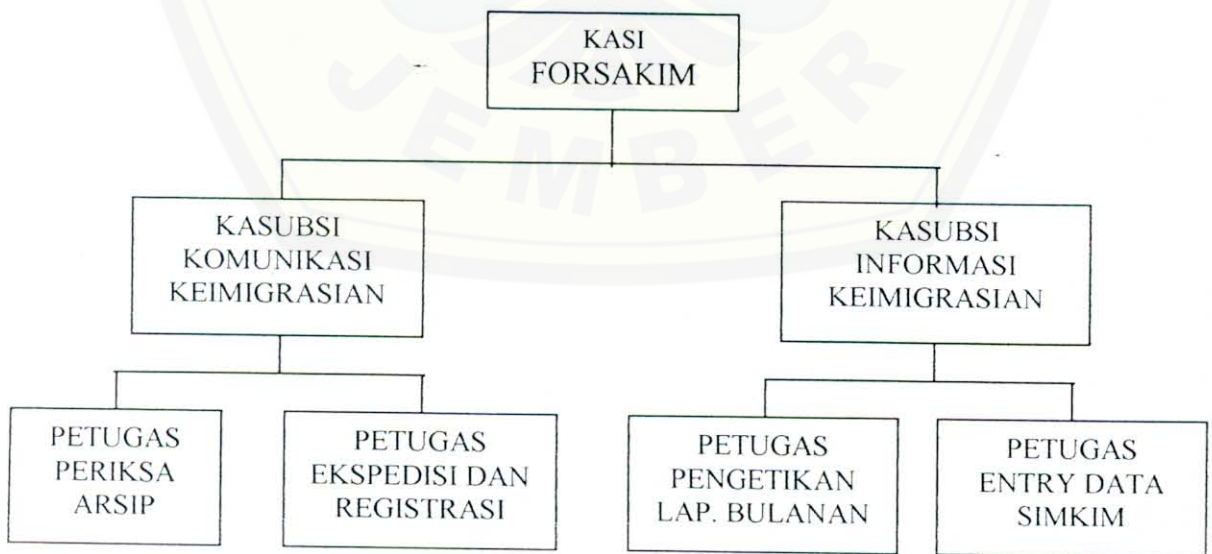 KASI
FORSAKIM
JEMBER
KASUBSI
KOMUNIKASI
KEIMIGRASIAN
KASUBSI
INFORMASI
KEIMIGRASIAN
PETUGAS
PERIKSA
ARSIP
PETUGAS
EKSPEDISI DAN
REGISTRASI
PETUGAS
PENGETIKAN
LAP. BULANAN
PETUGAS
ENTRY DATA
SIMKIM